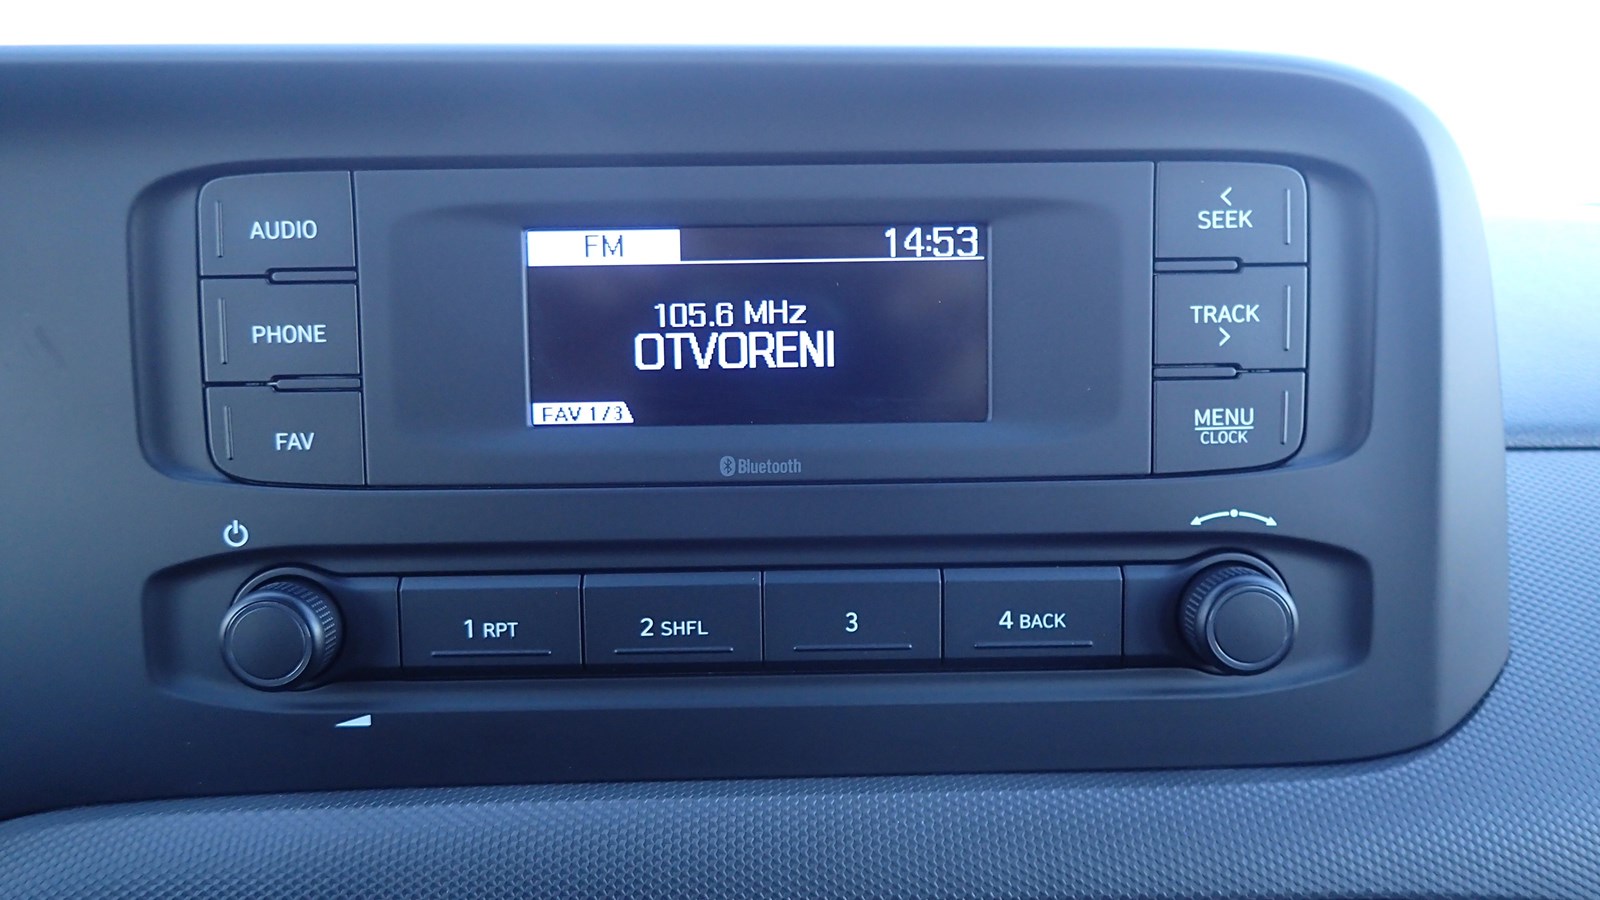 AUDIO
PHONE
FAV
FM 14:53
105.6 MHz
OTVORENI
FAV 1/3
Bluetooth
<
SEEK
TRACK
>
MENU
CLOCK
1 RPT
2 SHFL
3
4 BACK